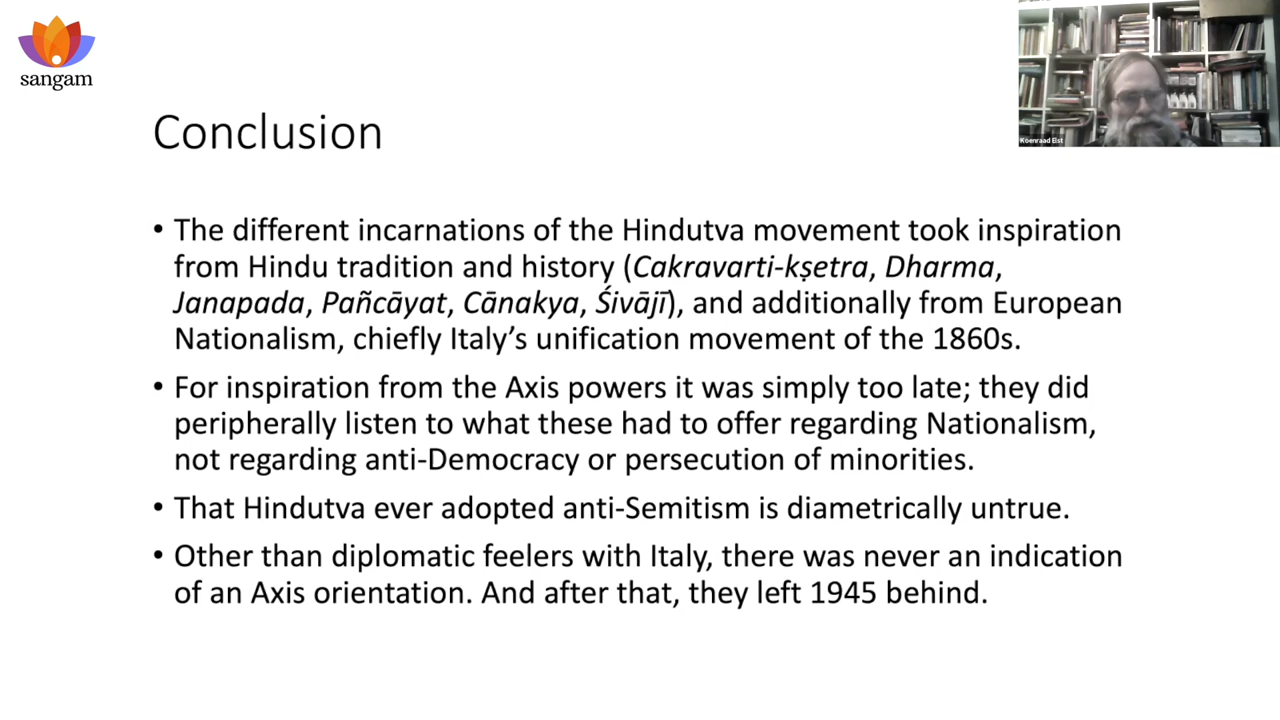 sangam
Koenraad Elst
Conclusion
• The different incarnations of the Hindutva movement took inspiration
from Hindu tradition and history (Cakravarti-kṣetra, Dharma,
Janapada, Pañcāyat, Cānakya, Śivājī), and additionally from European
Nationalism, chiefly Italy’s unification movement of the 1860s.
• For inspiration from the Axis powers it was simply too late; they did
peripherally listen to what these had to offer regarding Nationalism,
not regarding anti-Democracy or persecution of minorities.
• That Hindutva ever adopted anti-Semitism is diametrically untrue.
• Other than diplomatic feelers with Italy, there was never an indication
of an Axis orientation. And after that, they left 1945 behind.